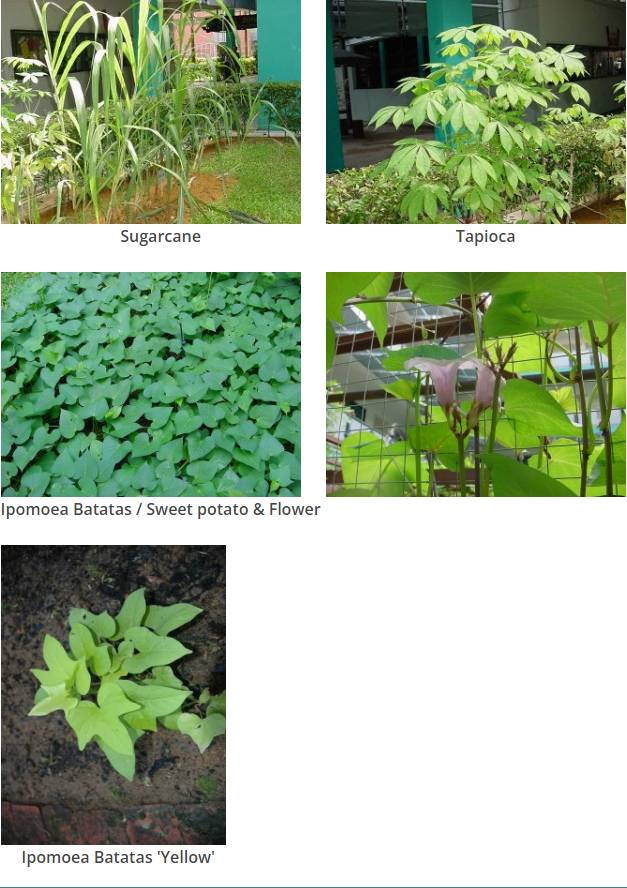 Sugarcane
Tapioca
Ipomoea Batatas / Sweet potato & Flower
Ipomoea Batatas 'Yellow'